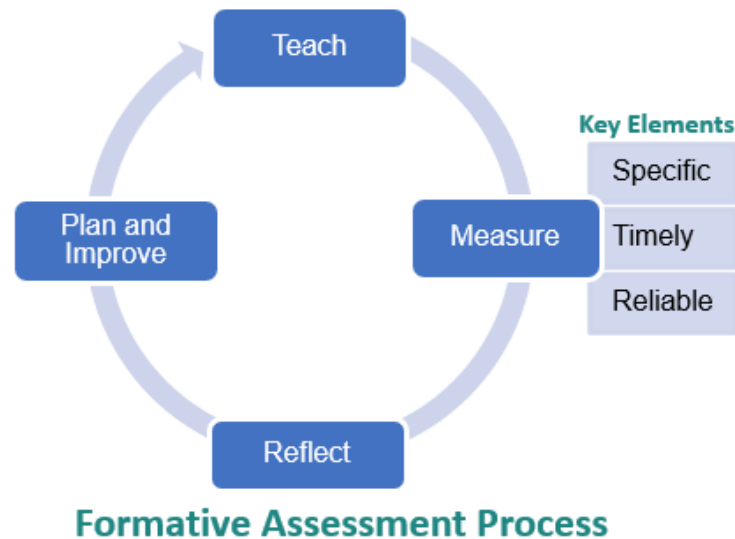 Teach
Key Elements
Specific
Plan and
Improve
Measure
Timely
Reliable
Reflect
Formative Assessment Process